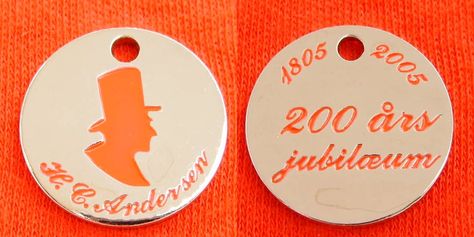 H. C. Andersen
1805 2005
200 års
jubilæum